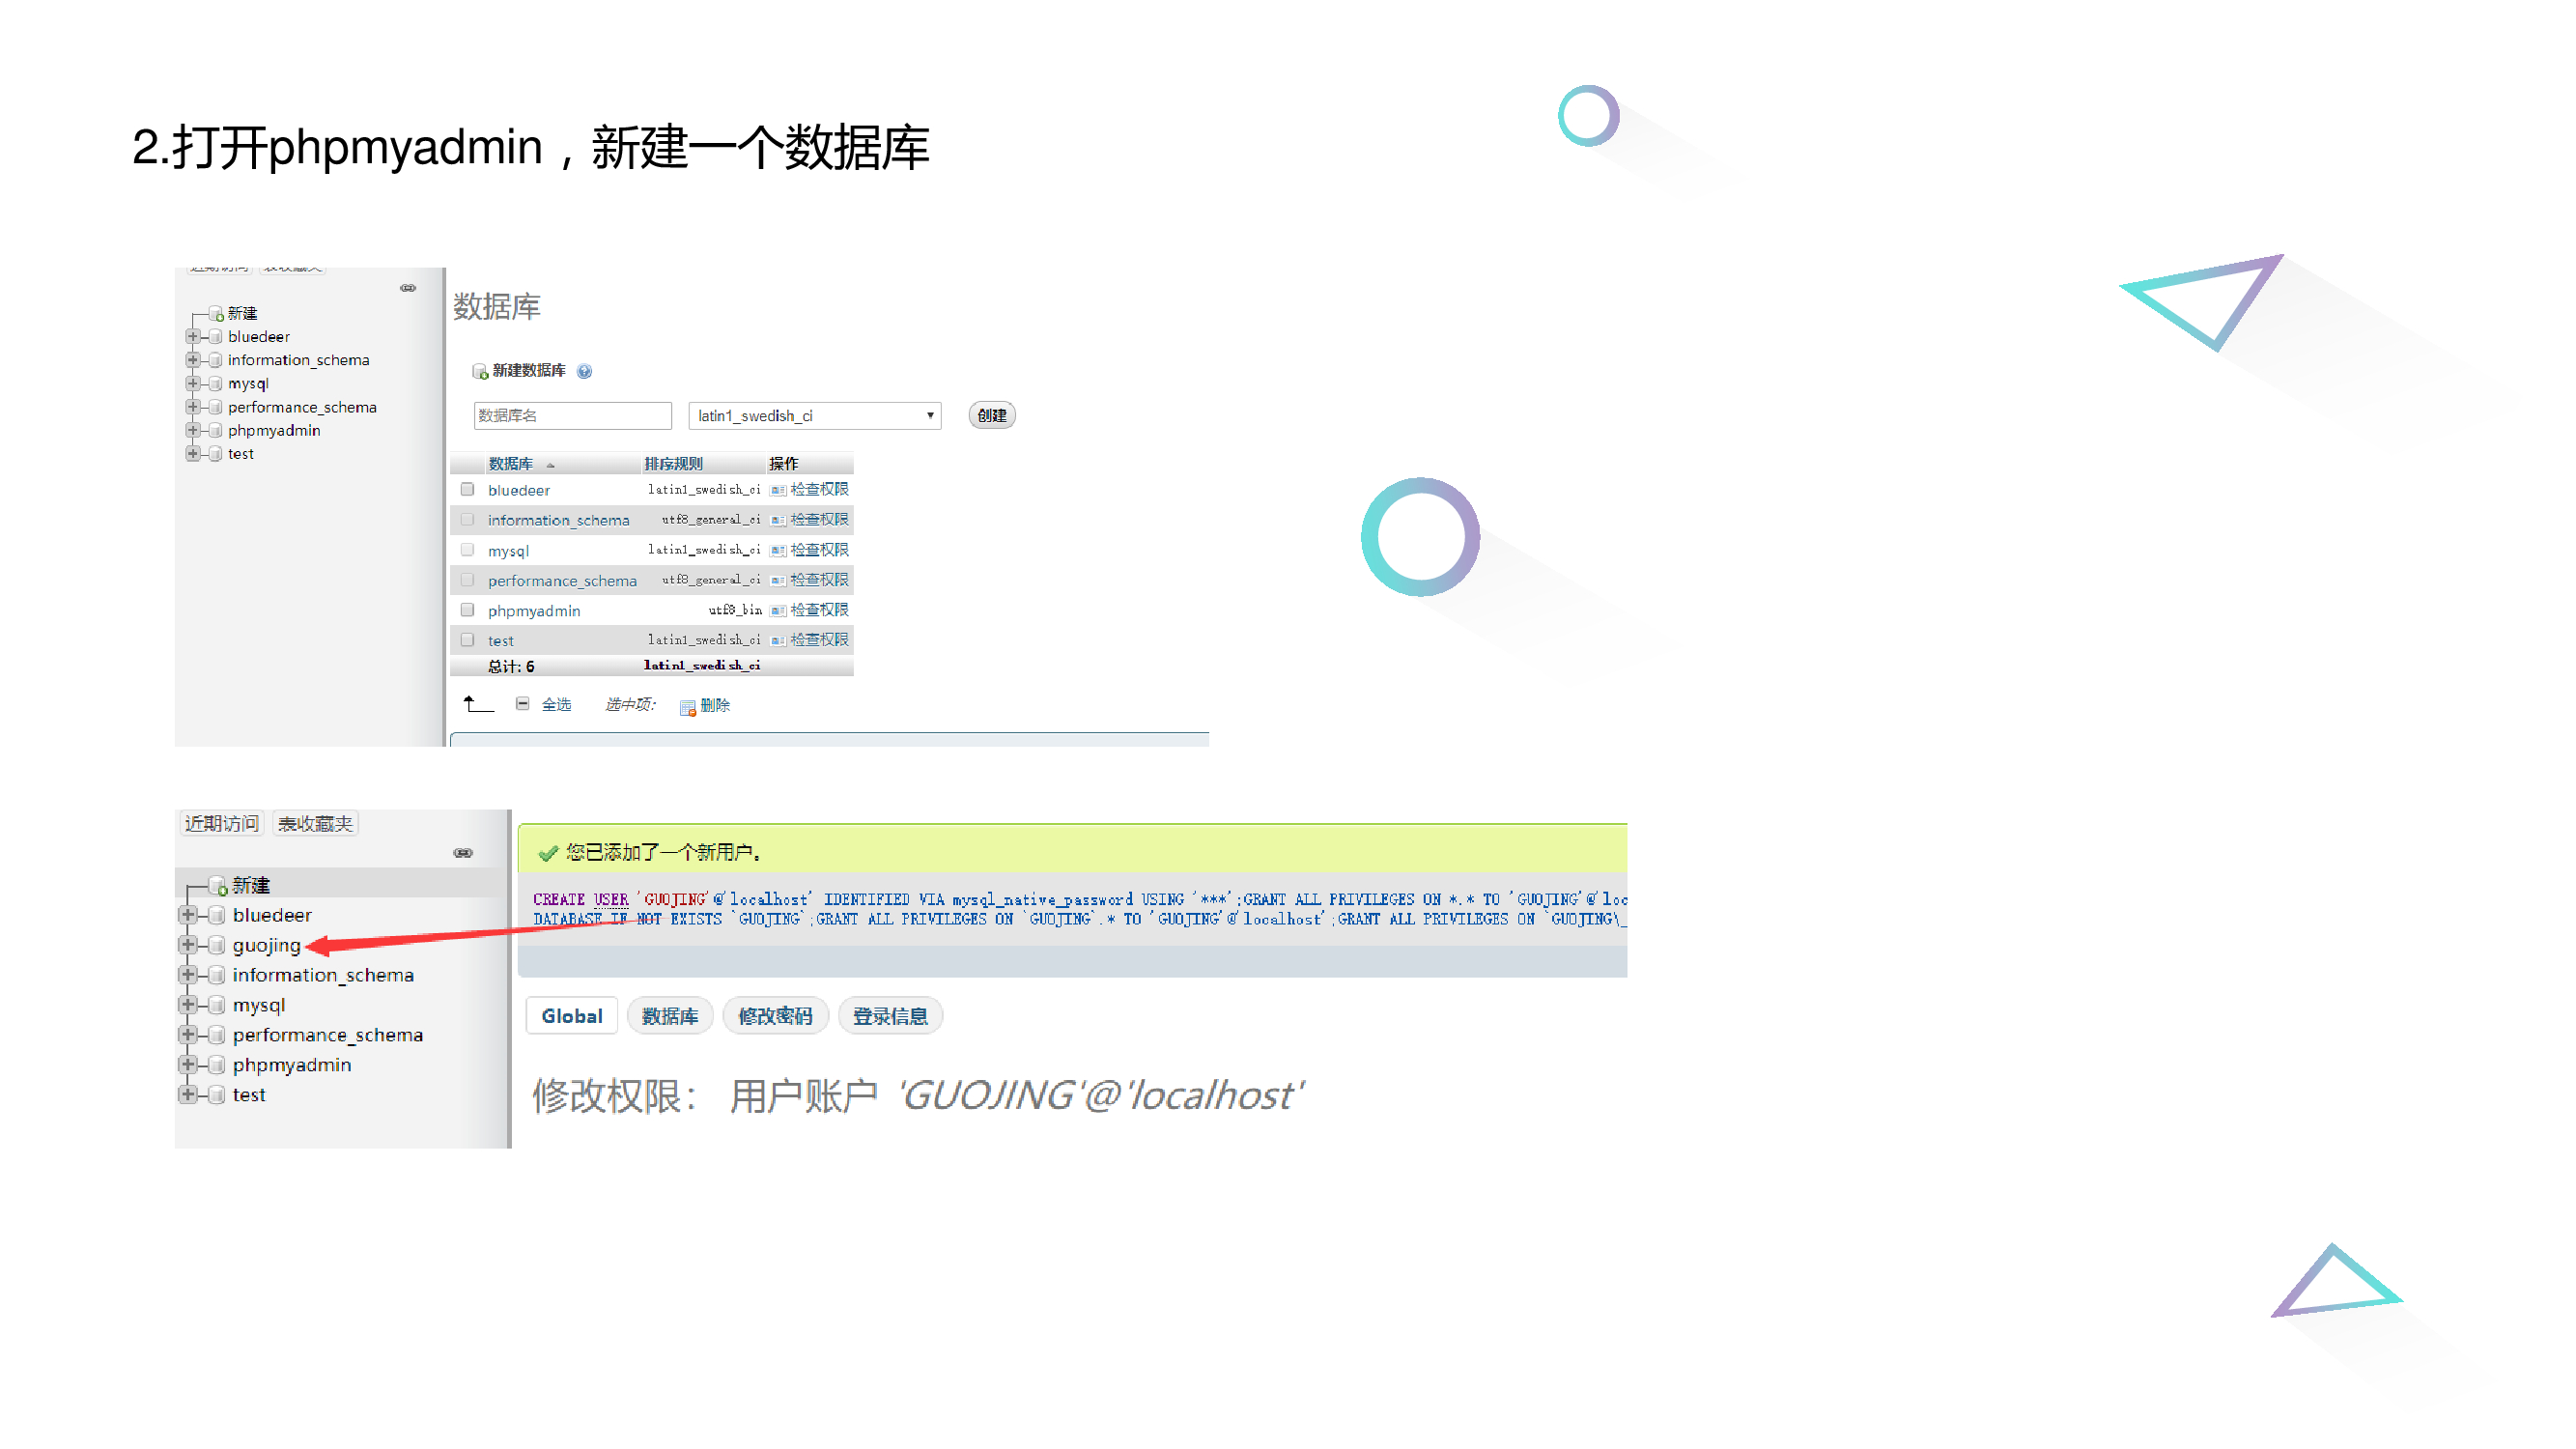 2.打开phpmyadmin，新建一个数据库
近期访问 表收藏夹
新建
bluedeer
information_schema
mysql
performance_schema
phpmyadmin
test
数据库
新建数据库
数据库名 latin1_swedish_ci 创建
数据库 排序规则 操作
bluedeer latin1_swedish_ci 检查权限
information_schema utf8_general_ci 检查权限
mysql latin1_swedish_ci 检查权限
performance_schema utf8_general_ci 检查权限
phpmyadmin utf8_bin 检查权限
test latin1_swedish_ci 检查权限
总计: 6 latin1_swedish_ci
全选 选中项: 删除
近期访问 表收藏夹
新建
bluedeer
guojing
information_schema
mysql
performance_schema
phpmyadmin
test
您已添加了一个新用户。
CREATE USER 'GUOJING'@'localhost' IDENTIFIED VIA mysql_native_password USING '***';GRANT ALL PRIVILEGES ON *.* TO 'GUOJING'@'loc
DATABASE IF NOT EXISTS `GUOJING`;GRANT ALL PRIVILEGES ON `GUOJING`.* TO 'GUOJING'@'localhost';GRANT ALL PRIVILEGES ON `GUOJING\_
Global 数据库 修改密码 登录信息
修改权限： 用户账户 'GUOJING'@'localhost'